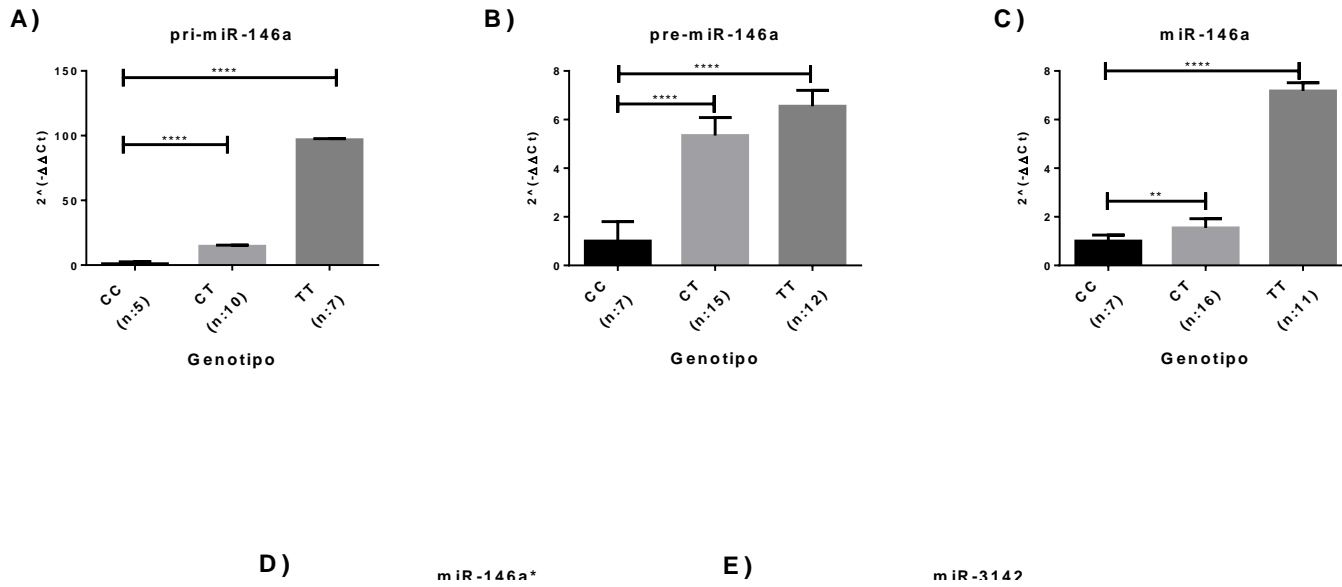 A)
pri-miR-146a
150
100
50
0
2^(-ΔΔCt)
****
****
CC
(n:5)
CT
(n:10)
TT
(n:7)
Genotipo
B)
pre-miR-146a
8
6
4
2
0
2^(-ΔΔCt)
****
****
CC
(n:7)
CT
(n:15)
TT
(n:12)
Genotipo
C)
miR-146a
8
6
4
2
0
2^(-ΔΔCt)
****
**
CC
(n:7)
CT
(n:16)
TT
(n:11)
Genotipo
D)
miR-146a*
E)
miR-3142